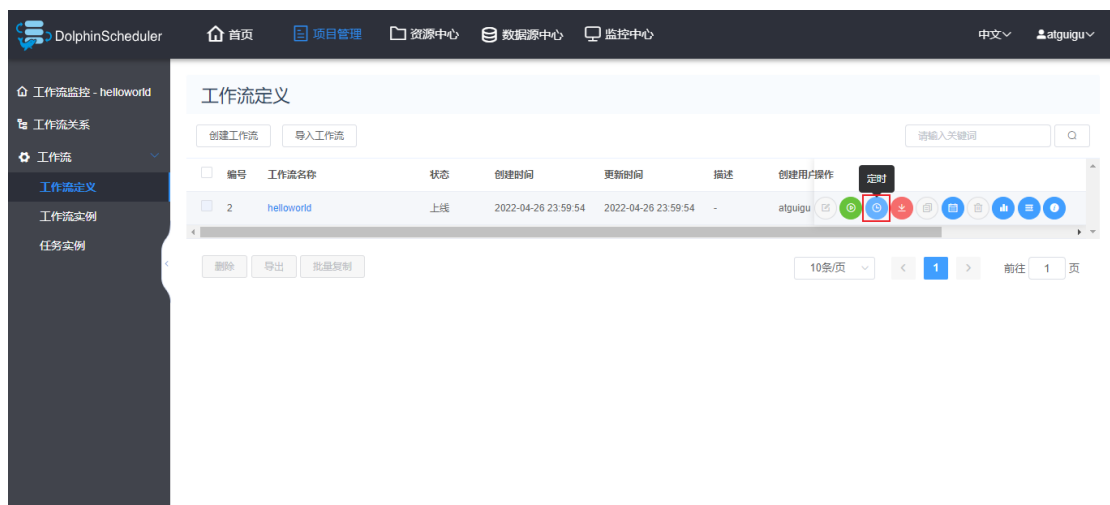 DolphinScheduler 首页 项目管理 资源中心 数据源中心 监控中心 中文 atguigu
工作流监控 - helloworld
工作流关系
工作流
工作流定义
工作流实例
任务实例
工作流定义
创建工作流 导入工作流 请输入关键词
定时
编号 工作流名称 状态 创建时间 更新时间 描述 创建用户 操作
2 helloworld 上线 2022-04-26 23:59:54 2022-04-26 23:59:54 - atguigu
删除 导出 批量复制 10条/页 1 前往 1 页